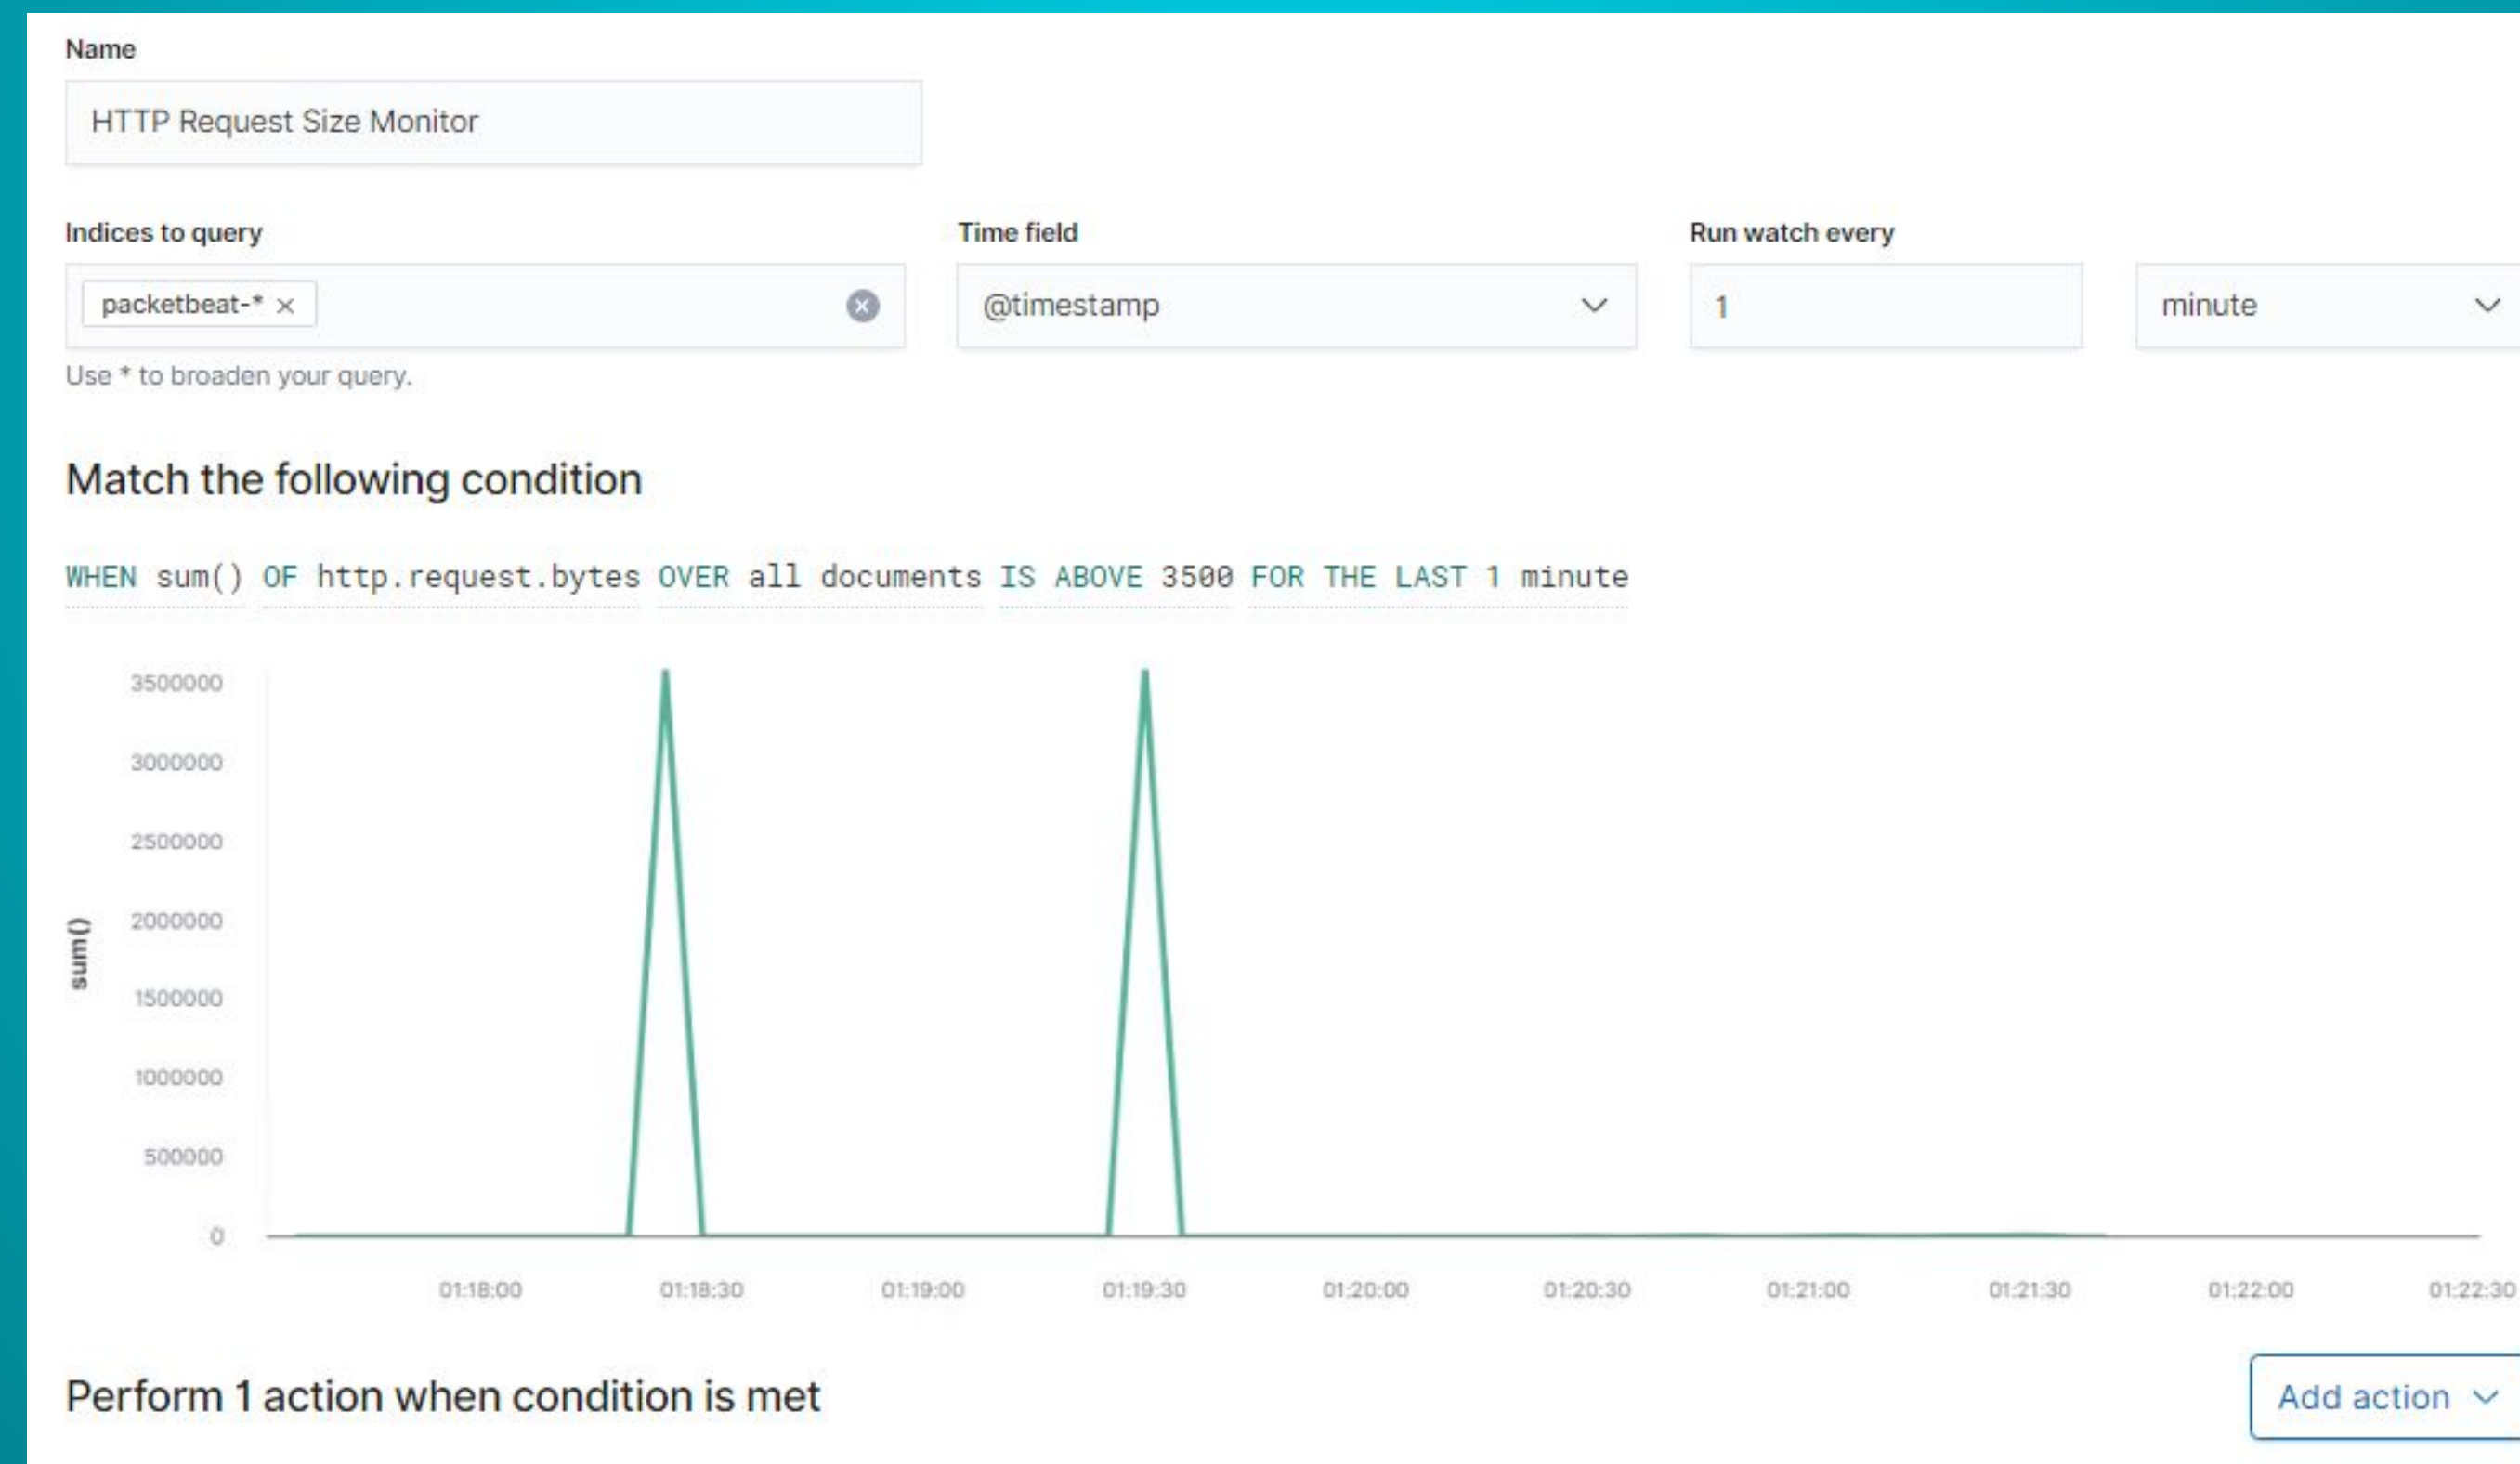 Name
HTTP Request Size Monitor
Indices to query Time field Run watch every
packetbeat-* × @timestamp 1 minute
Use * to broaden your query.
Match the following condition
WHEN sum() OF http.request.bytes OVER all documents IS ABOVE 3500 FOR THE LAST 1 minute
3500000
3000000
2500000
2000000
sum()
1500000
1000000
500000
0
01:18:00 01:18:30 01:19:00 01:19:30 01:20:00 01:20:30 01:21:00 01:21:30 01:22:00 01:22:30
Perform 1 action when condition is met Add action